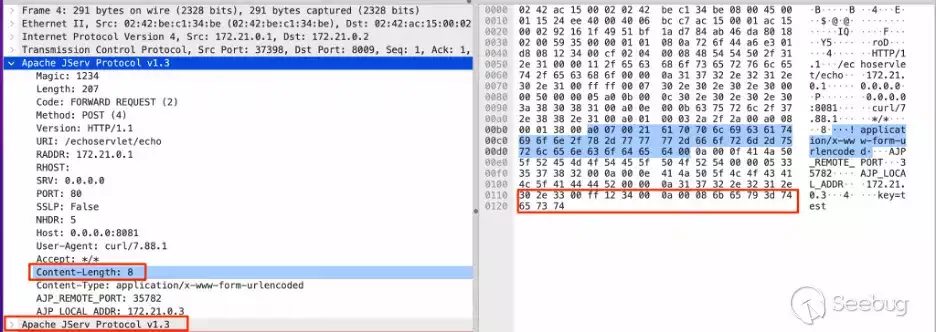 Frame 4: 291 bytes on wire (2328 bits), 291 bytes captured (2328 bits)
Ethernet II, Src: 02:42:be:c1:34:be (02:42:be:c1:34:be), Dst: 02:42:ac:15:00:02
Internet Protocol Version 4, Src: 172.21.0.1, Dst: 172.21.0.2
Transmission Control Protocol, Src Port: 37398, Dst Port: 8009, Seq: 1, Ack: 1,
Apache JServ Protocol v1.3
Magic: 1234
Length: 207
Code: FORWARD REQUEST (2)
Method: POST (4)
Version: HTTP/1.1
URI: /echoservlet/echo
RADDR: 172.21.0.1
RHOST:
SRV: 0.0.0.0
PORT: 80
SSLP: False
NHDR: 5
Host: 0.0.0.0:8081
User-Agent: curl/7.88.1
Accept: */*
Content-Length: 8
Content-Type: application/x-www-form-urlencoded
AJP_REMOTE_PORT: 35782
AJP_LOCAL_ADDR: 172.21.0.3
Apache JServ Protocol v1.3
0000 02 42 ac 15 00 02 02 42 be c1 34 be 08 00 45 00 ·B·····B ··4···E·
0010 01 15 24 ee 40 00 40 06 bc c7 ac 15 00 01 ac 15 ··$·@·@· ········
0020 00 02 92 16 1f 49 51 bf 1a d7 84 ab 46 da 80 18 ·····IQ· ····F···
0030 02 00 59 35 00 00 01 01 08 0a 72 6f 44 a6 e3 01 ··Y5···· ··roD···
0040 d8 08 12 34 00 cf 02 04 00 08 48 54 54 50 2f 31 ···4···· ··HTTP/1
0050 2e 31 00 00 11 2f 65 63 68 6f 73 65 72 76 6c 65 .1···/ec hoservle
0060 74 2f 65 63 68 6f 00 00 0a 31 37 32 2e 32 31 2e t/echo·· ·172.21.
0070 30 2e 31 00 ff ff 00 07 30 2e 30 2e 30 2e 30 00 0.1····· 0.0.0.0·
0080 00 50 00 00 05 a0 0b 00 0c 30 2e 30 2e 30 2e 30 ·P······ ·0.0.0.0
0090 3a 38 30 38 31 00 a0 0e 00 0b 63 75 72 6c 2f 37 :8081··· ··curl/7
00a0 2e 38 38 2e 31 00 a0 01 00 03 2a 2f 2a 00 a0 08 .88.1··· ··*/*···
00b0 00 01 38 00 a0 07 00 21 61 70 70 6c 69 63 61 74 ··8····! applicat
00c0 69 6f 6e 2f 78 2d 77 77 77 2d 66 6f 72 6d 2d 75 ion/x-ww w-form-u
00d0 72 6c 65 6e 63 6f 64 65 64 00 0a 00 0f 41 4a 50 rlencode d····AJP
00e0 5f 52 45 4d 4f 54 45 5f 50 4f 52 54 00 00 05 33 _REMOTE_ PORT···3
00f0 35 37 38 32 00 0a 00 0e 41 4a 50 5f 4c 4f 43 41 5782···· AJP_LOCA
0100 4c 5f 41 44 44 52 00 00 0a 31 37 32 2e 32 31 2e L_ADDR·· ·172.21.
0110 30 2e 33 00 ff 12 34 00 0a 00 08 6b 65 79 3d 74 0.3···4· ···key=t
0120 65 73 74 est
Seebug